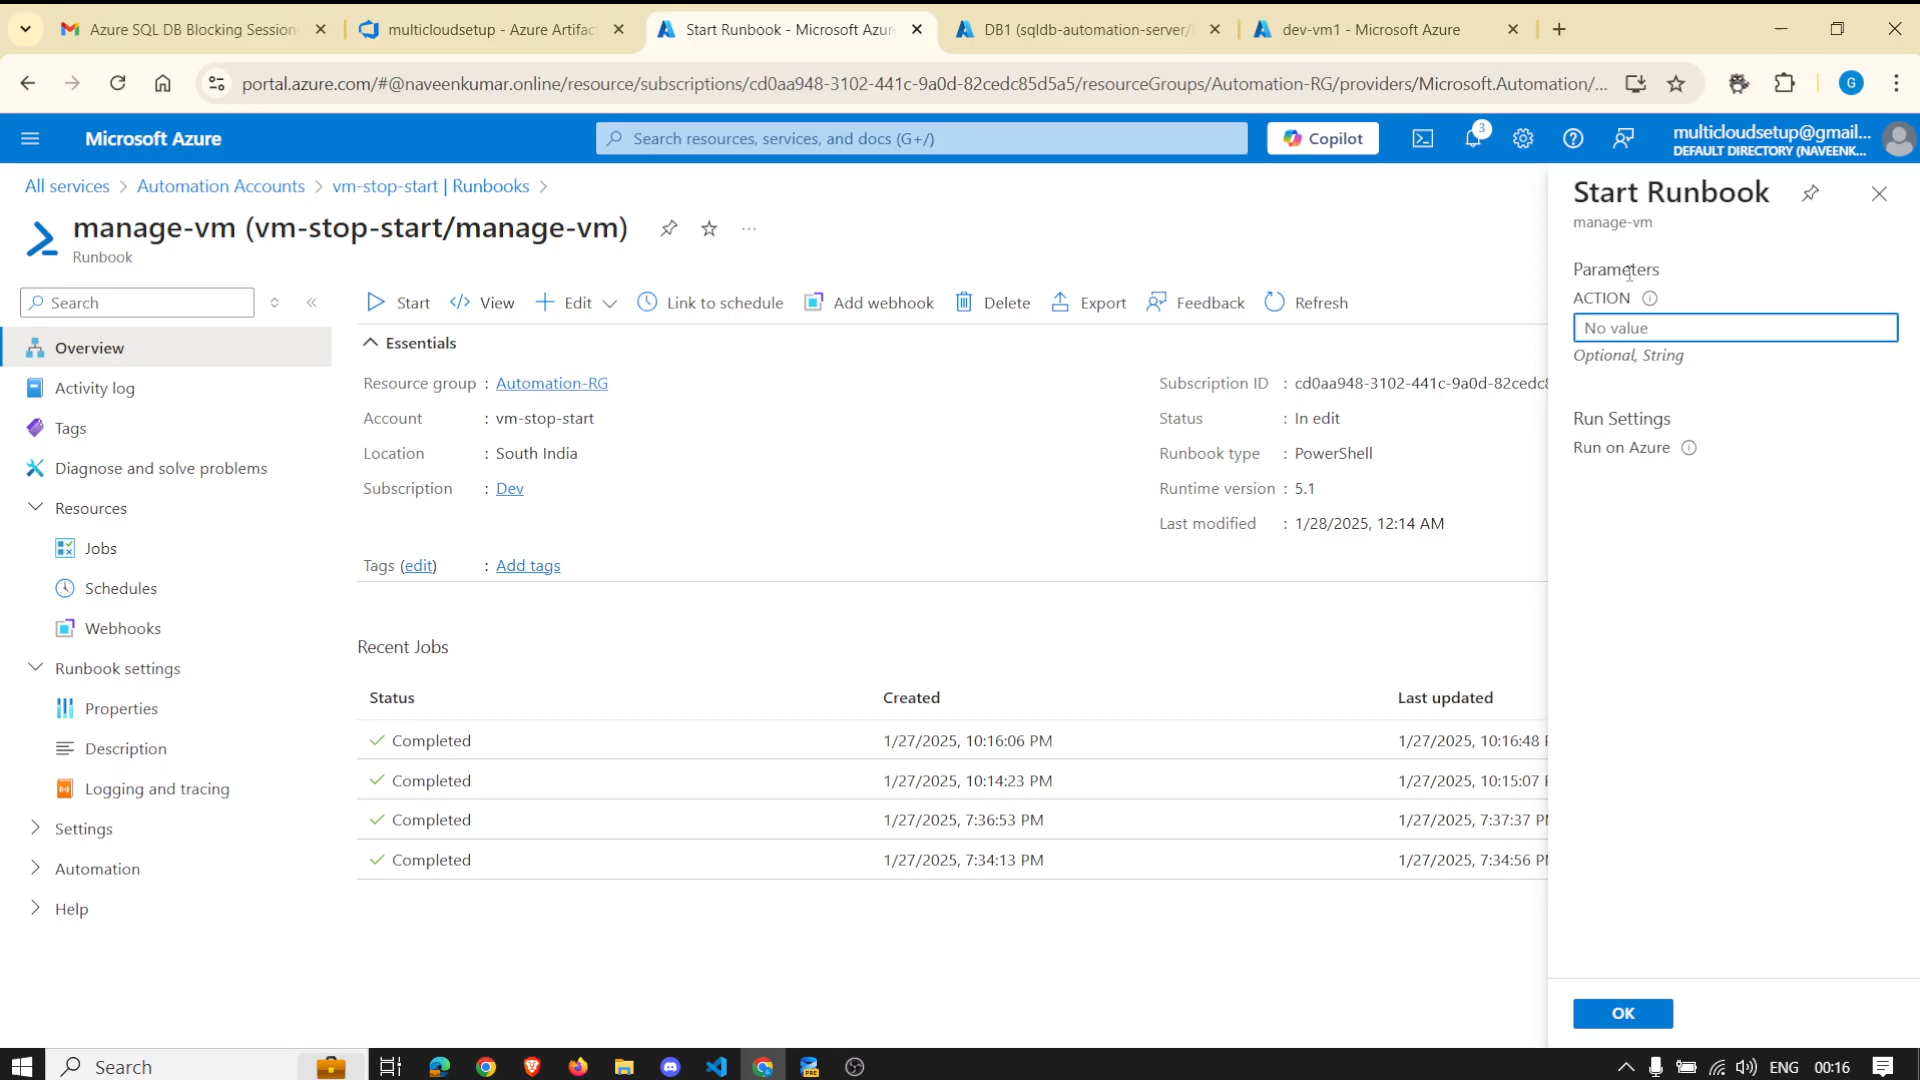 Azure SQL DB Blocking Sessions
multicloudsetup - Azure Artifac
Start Runbook - Microsoft Azur
DB1 (sqldb-automation-server/
dev-vm1 - Microsoft Azure
portal.azure.com/#@naveenkumar.online/resource/subscriptions/cd0aa948-3102-441c-9a0d-82cedc85d5a5/resourceGroups/Automation-RG/providers/Microsoft.Automation/...
G
Microsoft Azure
Search resources, services, and docs (G+/)
Copilot
3
multicloudsetup@gmail...
DEFAULT DIRECTORY (NAVEENK...
All services > Automation Accounts > vm-stop-start | Runbooks >
manage-vm (vm-stop-start/manage-vm)
Runbook
Search
Overview
Activity log
Tags
Diagnose and solve problems
Resources
Jobs
Schedules
Webhooks
Runbook settings
Properties
Description
Logging and tracing
Settings
Automation
Help
Start
View
Edit
Link to schedule
Add webhook
Delete
Export
Feedback
Refresh
Essentials
Resource group : Automation-RG
Account : vm-stop-start
Location : South India
Subscription : Dev
Subscription ID : cd0aa948-3102-441c-9a0d-82cedc8
Status : In edit
Runbook type : PowerShell
Runtime version : 5.1
Last modified : 1/28/2025, 12:14 AM
Tags (edit) : Add tags
Recent Jobs
Status Created Last updated
Completed 1/27/2025, 10:16:06 PM 1/27/2025, 10:16:48 P
Completed 1/27/2025, 10:14:23 PM 1/27/2025, 10:15:07 P
Completed 1/27/2025, 7:36:53 PM 1/27/2025, 7:37:37 PM
Completed 1/27/2025, 7:34:13 PM 1/27/2025, 7:34:56 PM
Start Runbook
manage-vm
Parameters
ACTION
No value
Optional, String
Run Settings
Run on Azure
OK
Search
PRE
ENG
00:16